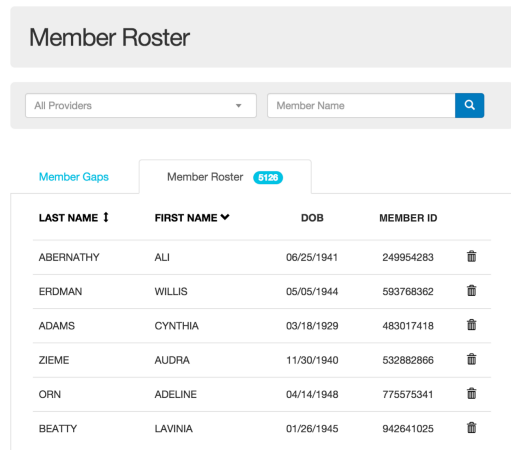 Member Roster
All Providers Member Name
Member Gaps Member Roster 5126
LAST NAME FIRST NAME DOB MEMBER ID
ABERNATHY ALI 06/25/1941 249954283
ERDMAN WILLIS 05/05/1944 593768362
ADAMS CYNTHIA 03/18/1929 483017418
ZIEME AUDRA 11/30/1940 532882866
ORN ADELINE 04/14/1948 775575341
BEATTY LAVINIA 01/26/1945 942641025